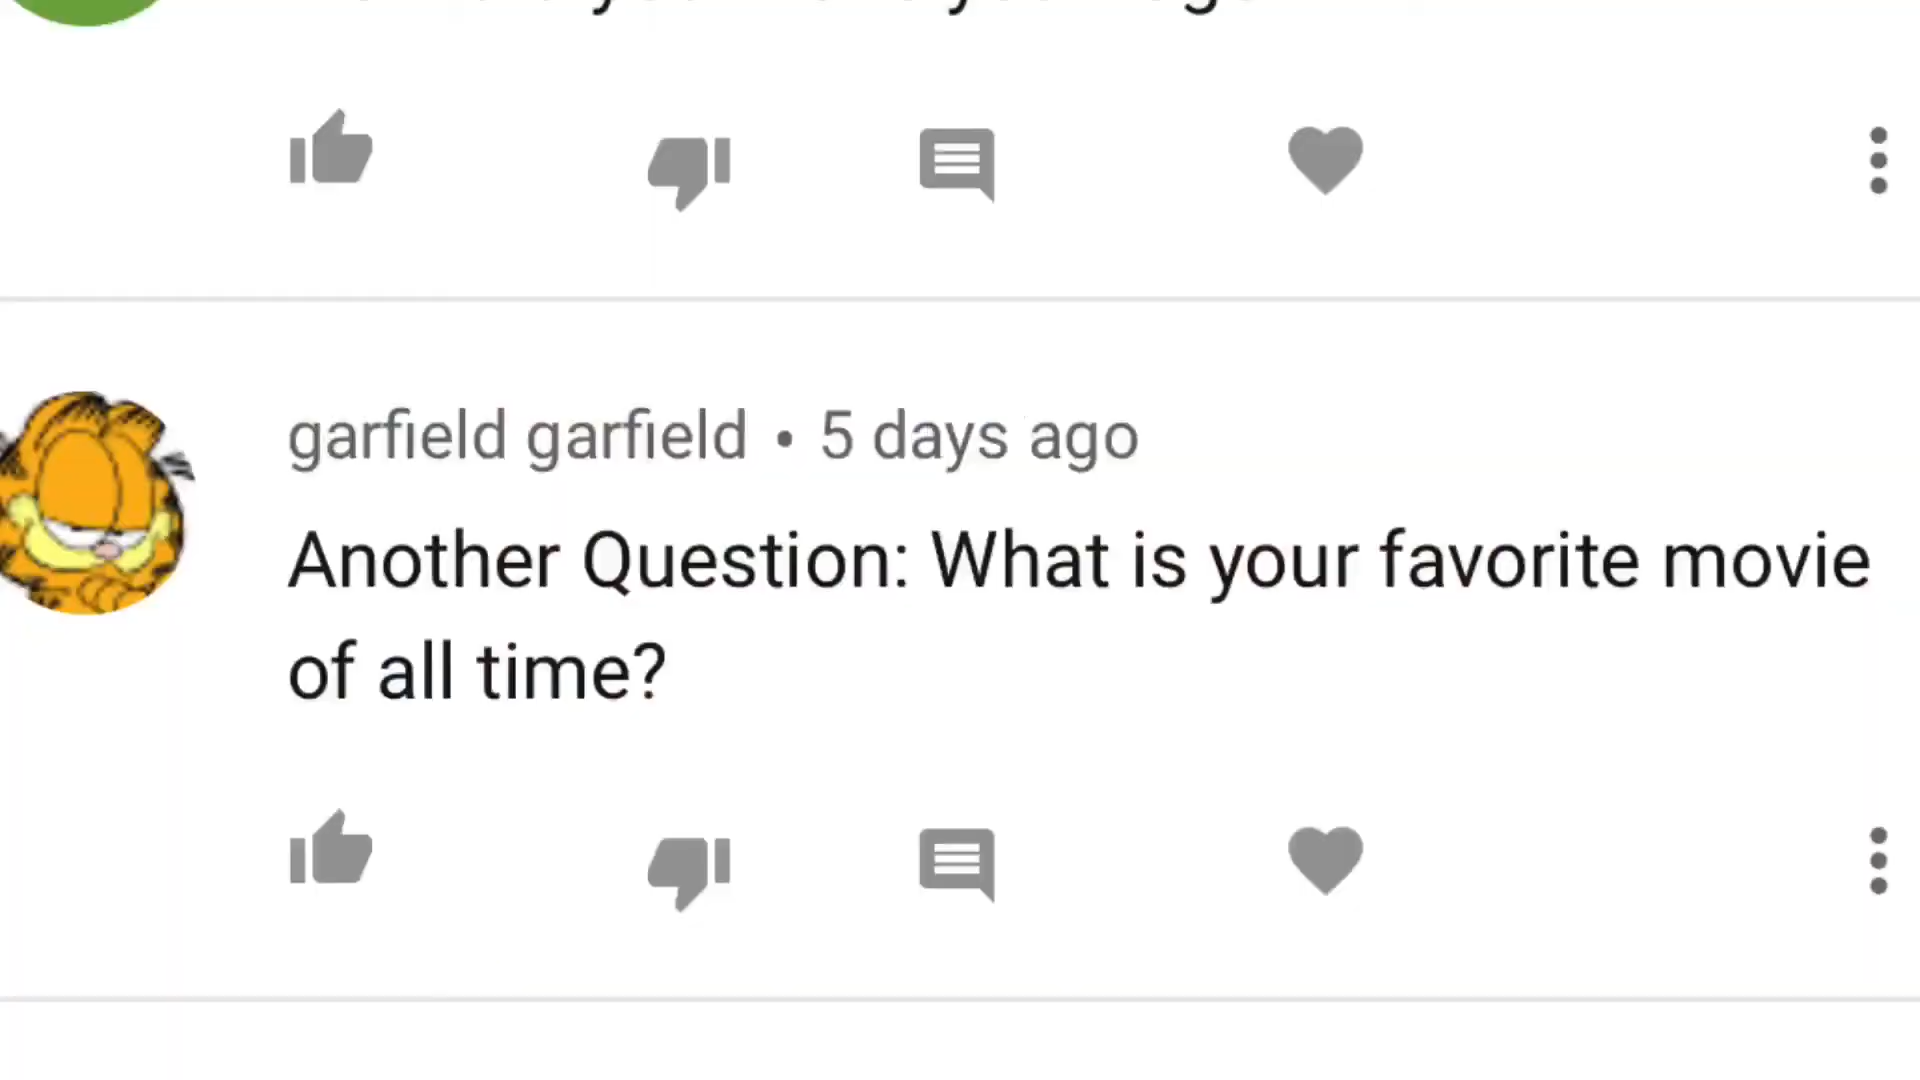 garfield garfield • 5 days ago
Another Question: What is your favorite movie
of all time?